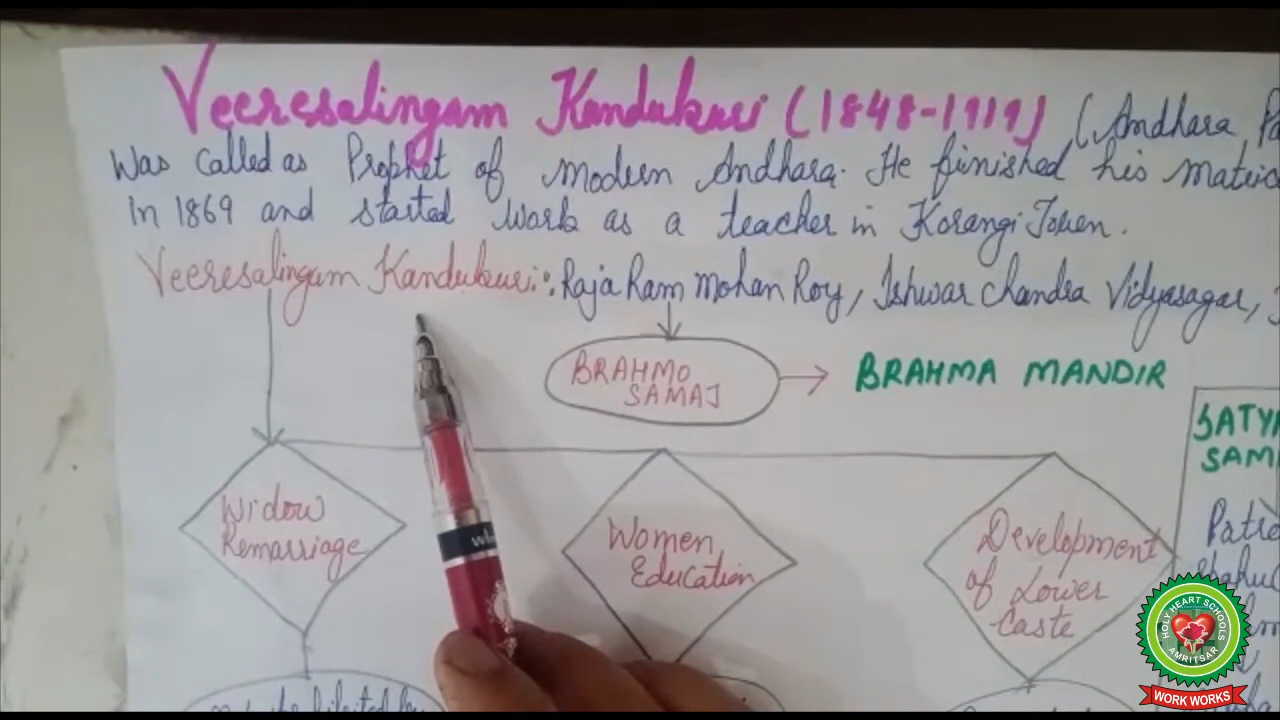 Veeresalingam Kandukuri (1848-1919) (Andhara
Was called as Prophet of modern Andhara. He finished his matric
in 1869 and started work as a teacher in Korangi Town.
Veeresalingam Kandukuri: Raja Ram Mohan Roy, Ishwar Chandra Vidyasagar,
BRAHMO SAMAJ
BRAHMA MANDIR
SATY
SAM
Widow
Remarriage
Women
Education
Development
of Lower
Caste
HOLY HEART SCHOOLS
AMRITSAR
WORK WORKS